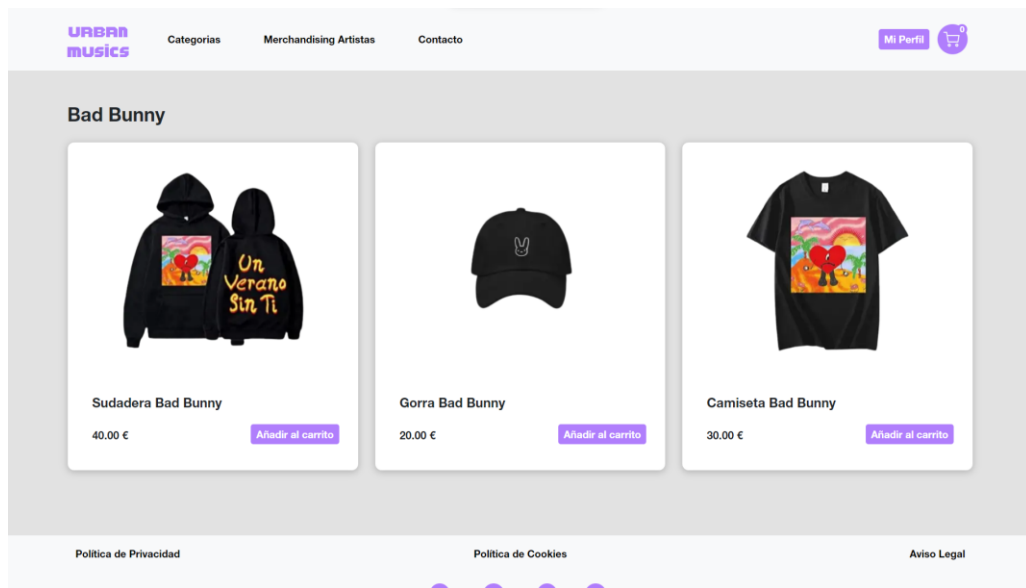 URBAN
musics
Categorias
Merchandising Artistas
Contacto
Mi Perfil
0
Bad Bunny
Un
Verano
Sin Ti
Sudadera Bad Bunny
40.00 €
Añadir al carrito
Gorra Bad Bunny
20.00 €
Añadir al carrito
Camiseta Bad Bunny
30.00 €
Añadir al carrito
Política de Privacidad
Política de Cookies
Aviso Legal